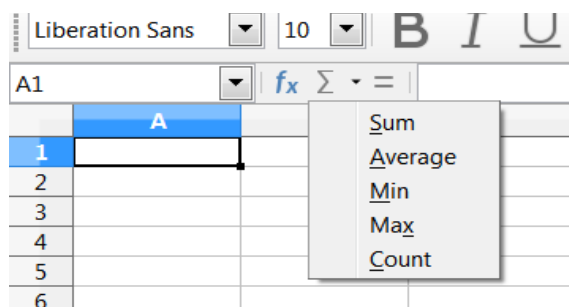 Liberation Sans 10 B I U
A1 fx Σ =
A
1
2
3
4
5
6
Sum
Average
Min
Max
Count